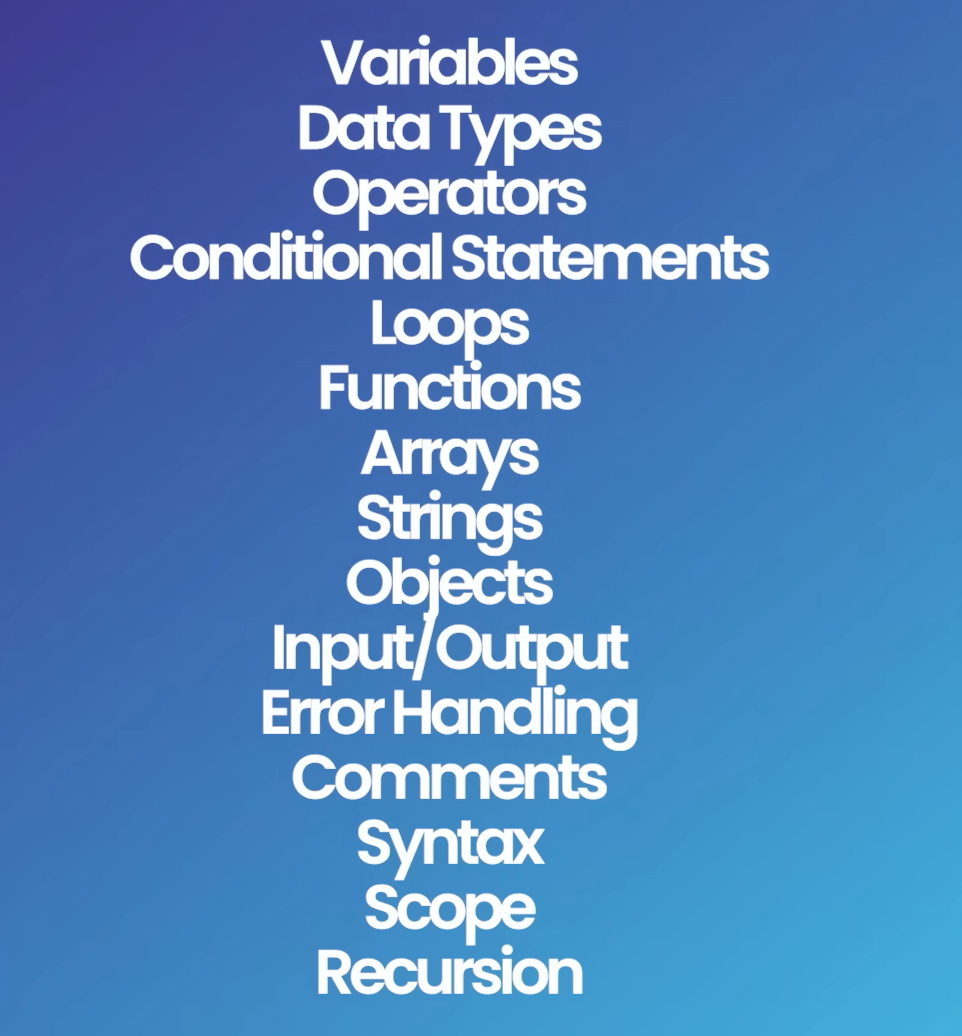 Variables
Data Types
Operators
Conditional Statements
Loops
Functions
Arrays
Strings
Objects
Input/Output
Error Handling
Comments
Syntax
Scope
Recursion